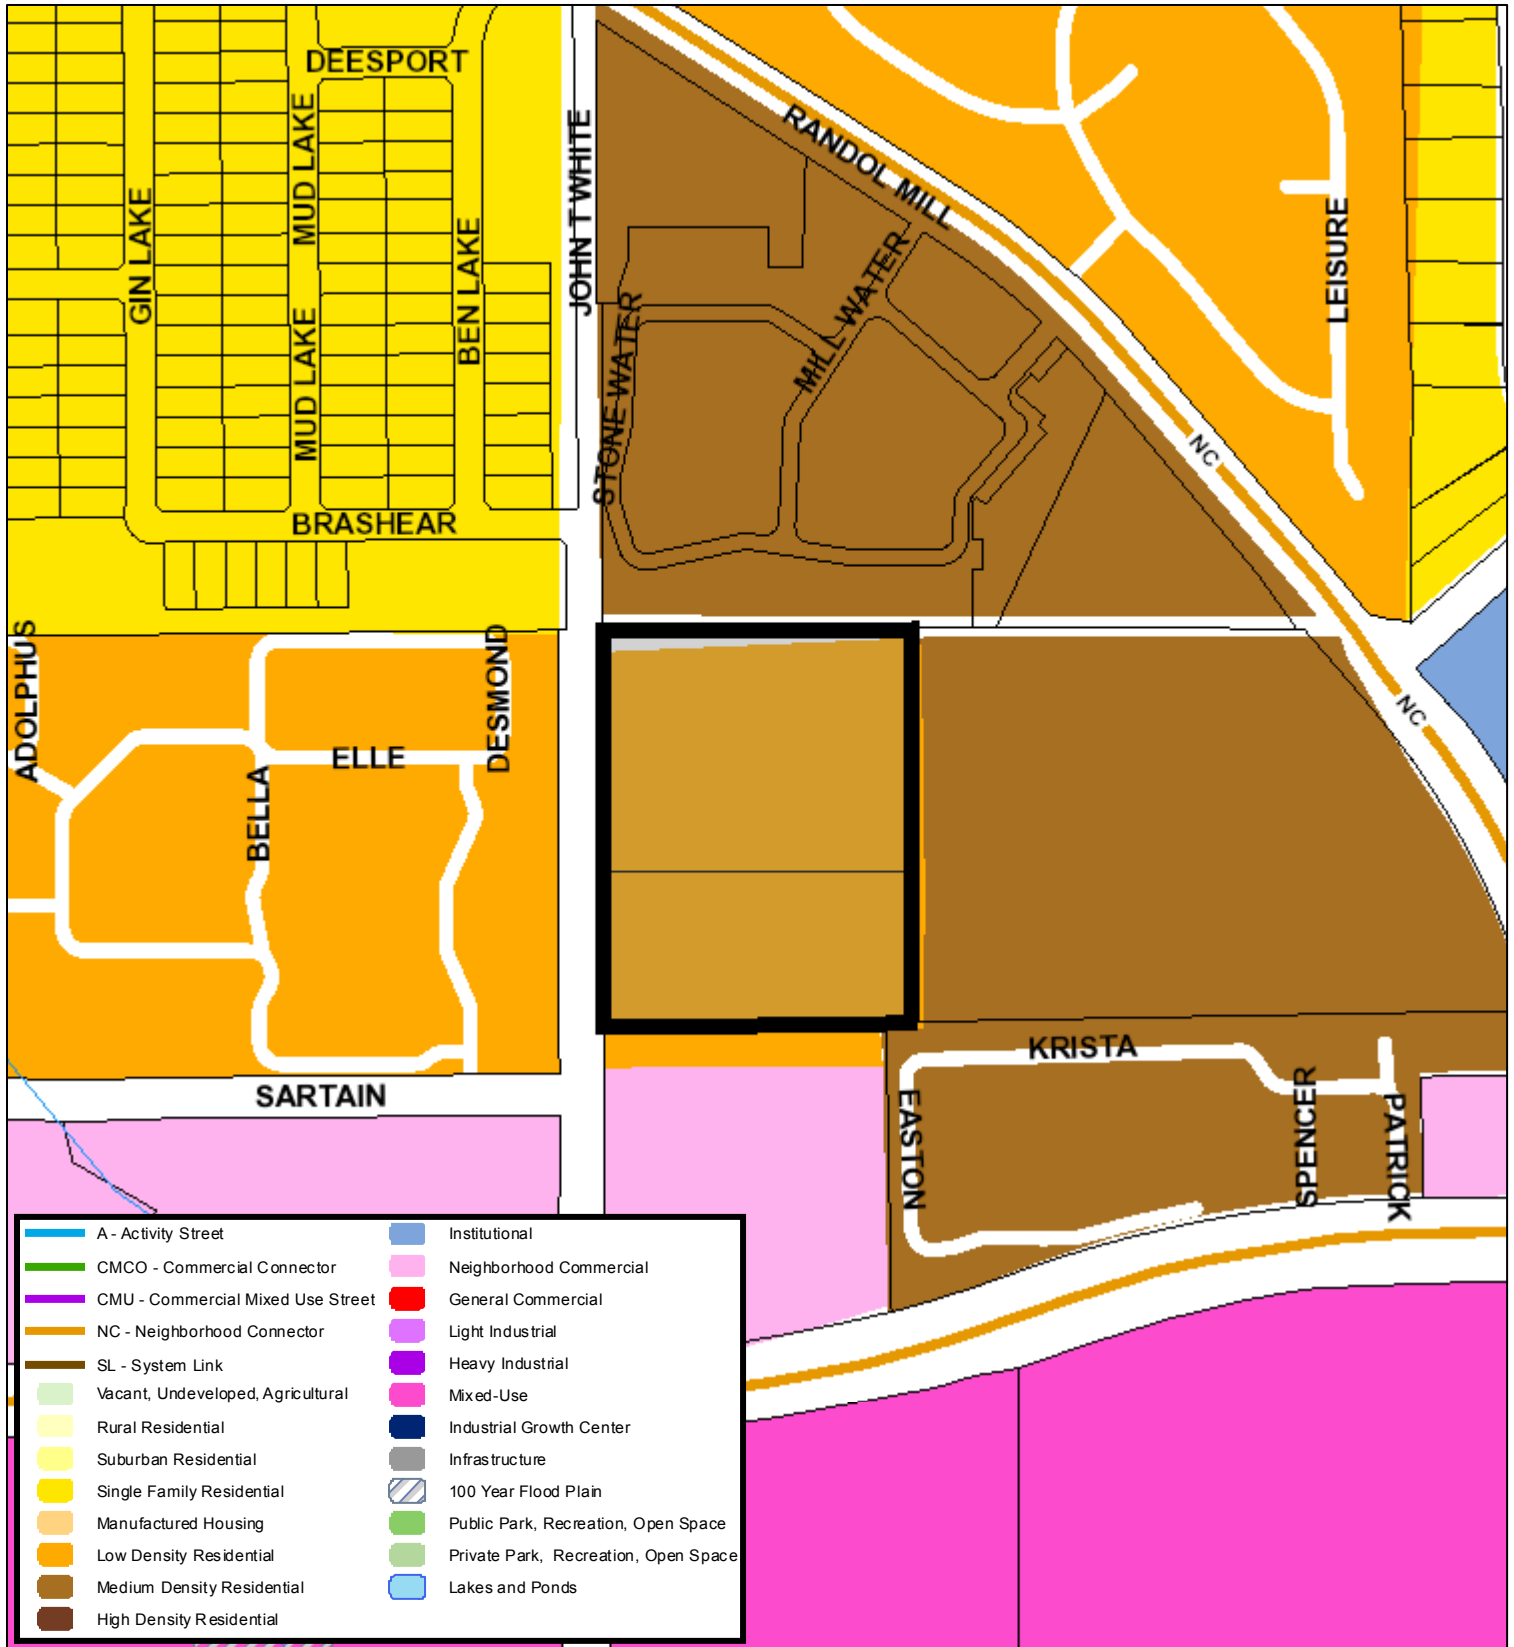 DEESPORT
RANDOL MILL
JOHN T WHITE
MUD LAKE
GIN LAKE
BEN LAKE
MILL WATER
LEISURE
STONE WATER
MUD LAKE
NC
BRASHEAR
ADOLPHUS
DESMOND
NC
ELLE
BELLA
KRISTA
SARTAIN
EASTON
SPENCER
PATRICK
A - Activity Street
CMCO - Commercial Connector
CMU - Commercial Mixed Use Street
NC - Neighborhood Connector
SL - System Link
Vacant, Undeveloped, Agricultural
Rural Residential
Suburban Residential
Single Family Residential
Manufactured Housing
Low Density Residential
Medium Density Residential
High Density Residential
Institutional
Neighborhood Commercial
General Commercial
Light Industrial
Heavy Industrial
Mixed-Use
Industrial Growth Center
Infrastructure
100 Year Flood Plain
Public Park, Recreation, Open Space
Private Park, Recreation, Open Space
Lakes and Ponds